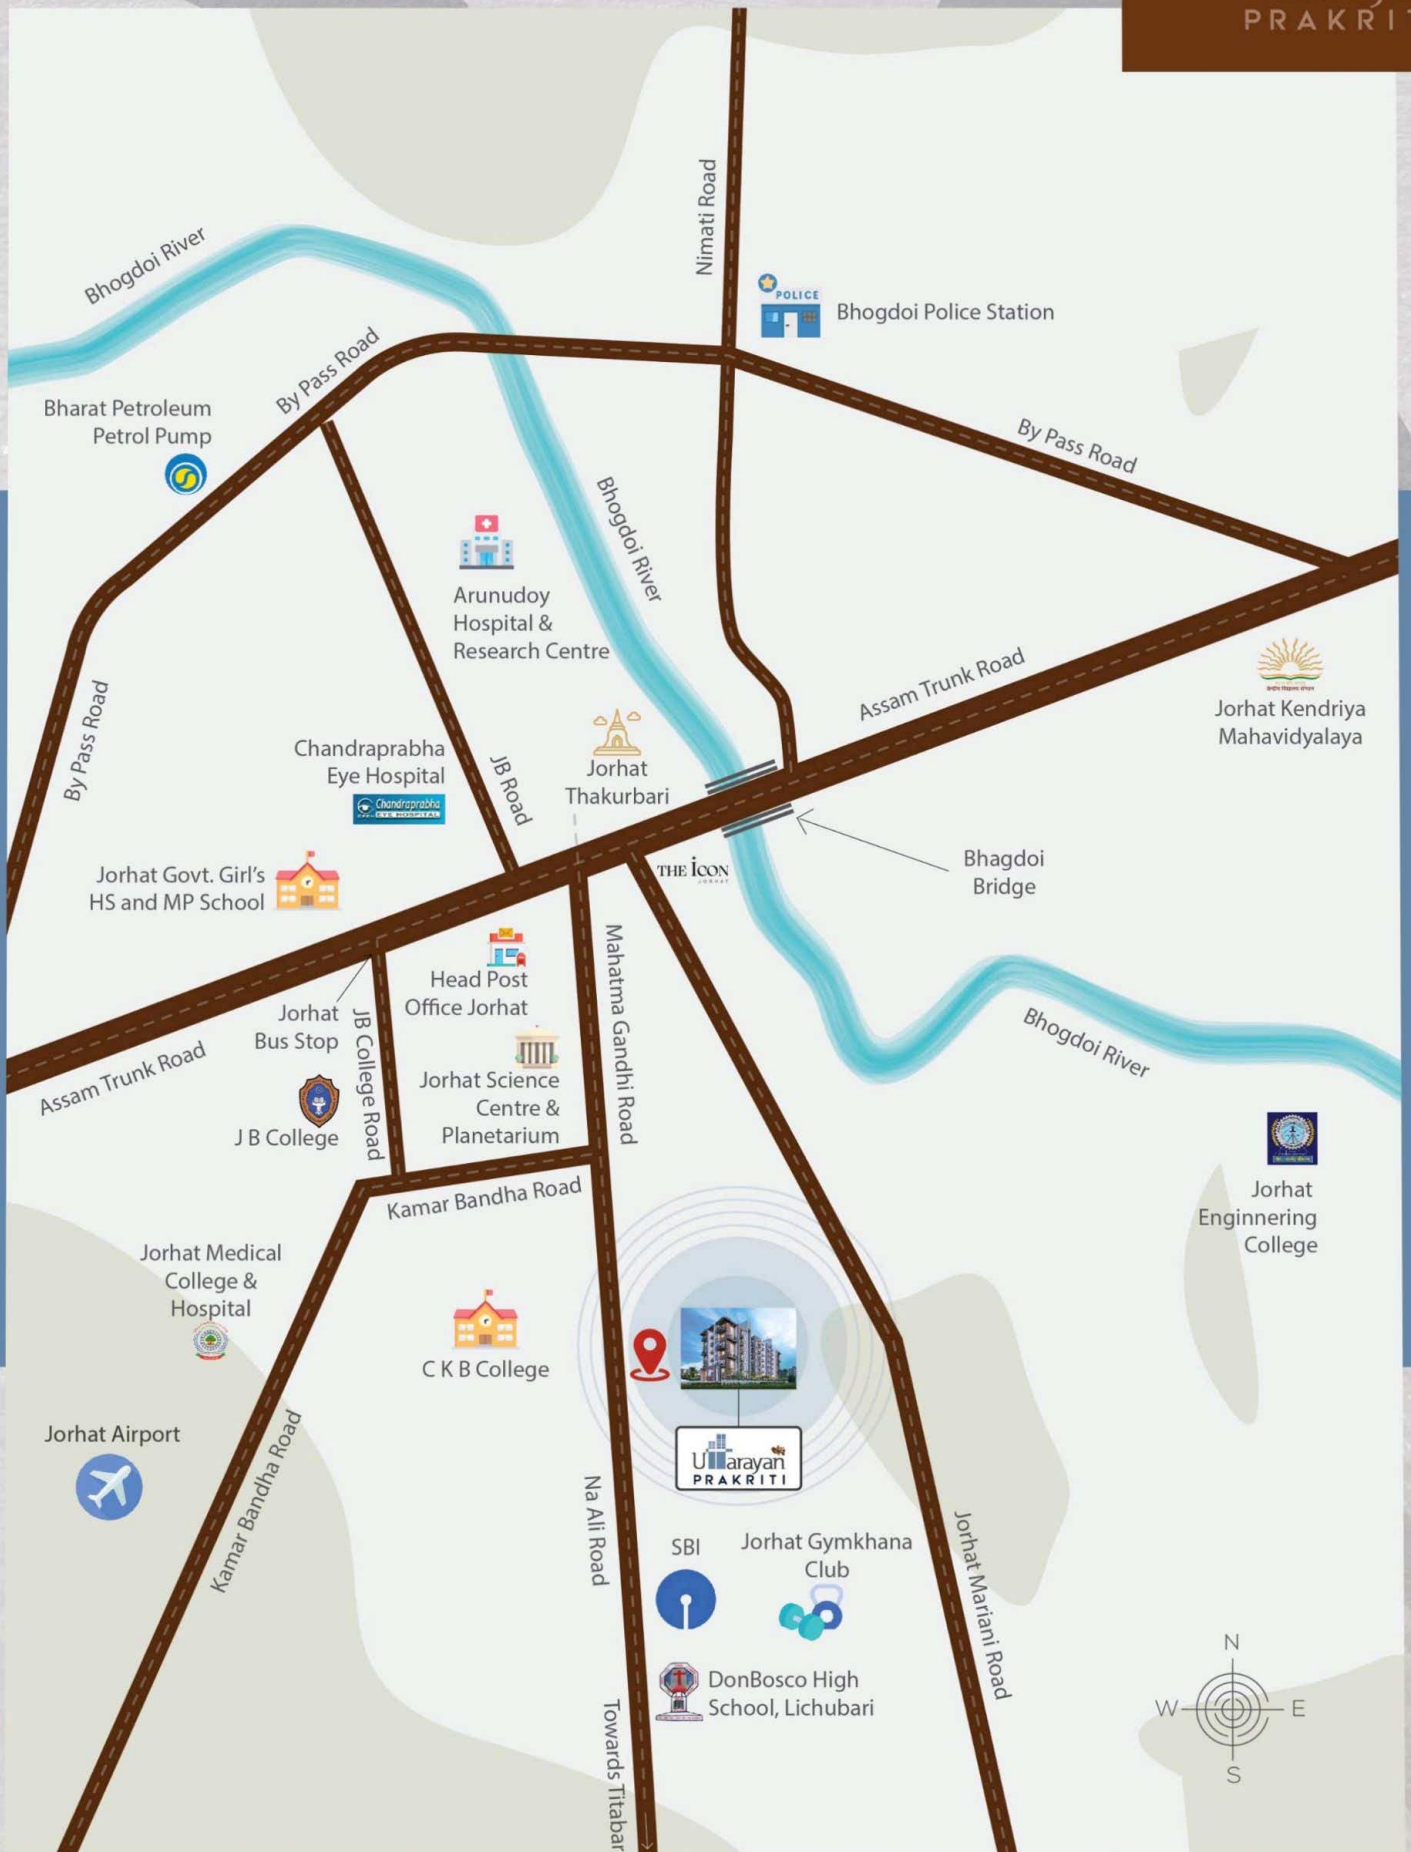 PRAKRI
Nimati Road
Bhogdoi River
POLICE
Bhogdoi Police Station
By Pass Road
Bharat Petroleum
Petrol Pump
By Pass Road
Bhogdoi River
Arunudoy
Hospital &
Research Centre
Assam Trunk Road
Jorhat Kendriya
Mahavidyalaya
By Pass Road
Chandraprabha
Eye Hospital
Chandraprabha
EYE HOSPITAL
JB Road
Jorhat
Thakurbari
THE iCON
JORHAT
Bhagdoi
Bridge
Jorhat Govt. Girl's
HS and MP School
Head Post
Office Jorhat
Mahatma Gandhi Road
Jorhat
Bus Stop
JB College Road
Assam Trunk Road
Bhogdoi River
Jorhat Science
Centre &
Planetarium
J B College
Kamar Bandha Road
Jorhat
Enginnering
College
Jorhat Medical
College &
Hospital
C K B College
Jorhat Airport
Kamar Bandha Road
Uttarayan
PRAKRITI
Na Ali Road
SBI
Jorhat Gymkhana
Club
Jorhat Mariani Road
DonBosco High
School, Lichubari
Towards Titabar
N
W
E
S